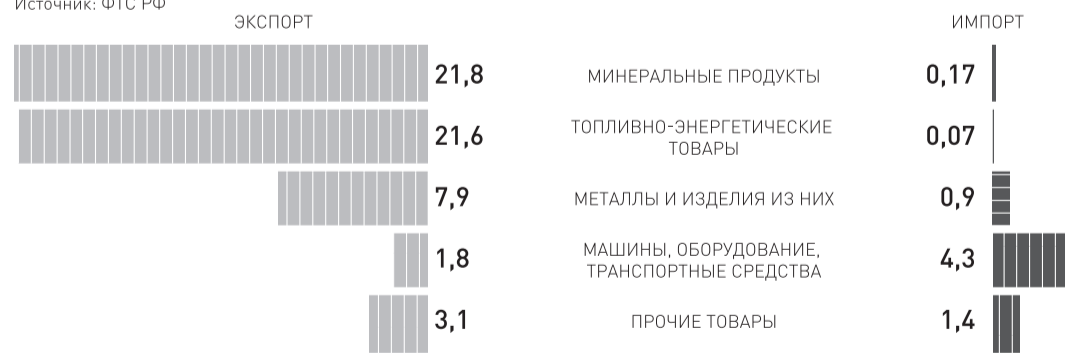 Источник: ФТС РФ
ЭКСПОРТ
ИМПОРТ
21,8
МИНЕРАЛЬНЫЕ ПРОДУКТЫ
0,17
21,6
ТОПЛИВНО-ЭНЕРГЕТИЧЕСКИЕ
ТОВАРЫ
0,07
7,9
МЕТАЛЛЫ И ИЗДЕЛИЯ ИЗ НИХ
0,9
1,8
МАШИНЫ, ОБОРУДОВАНИЕ,
ТРАНСПОРТНЫЕ СРЕДСТВА
4,3
3,1
ПРОЧИЕ ТОВАРЫ
1,4